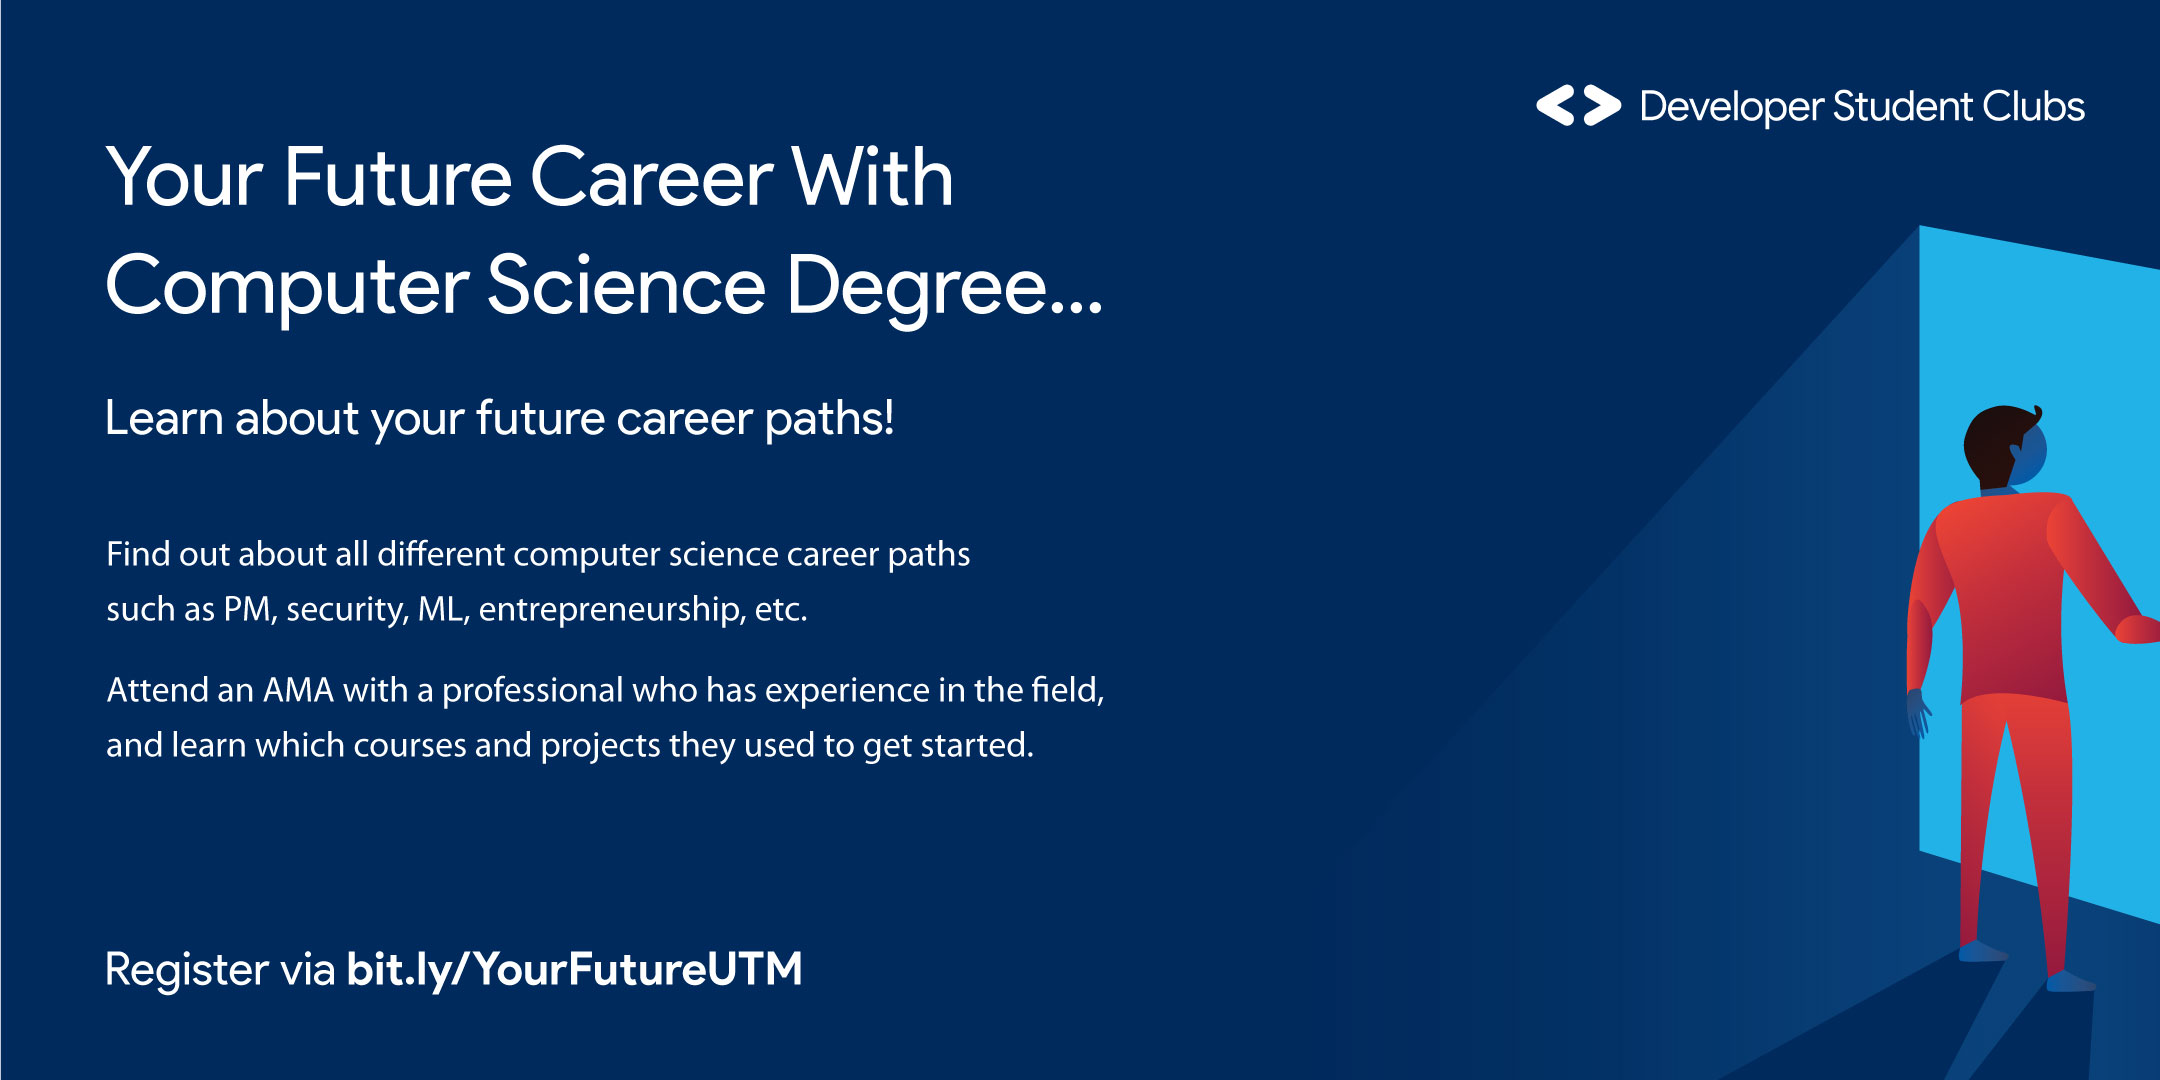 Developer Student Clubs
Your Future Career With
Computer Science Degree...
Learn about your future career paths!
Find out about all different computer science career paths
such as PM, security, ML, entrepreneurship, etc.
Attend an AMA with a professional who has experience in the field,
and learn which courses and projects they used to get started.
Register via bit.ly/YourFutureUTM